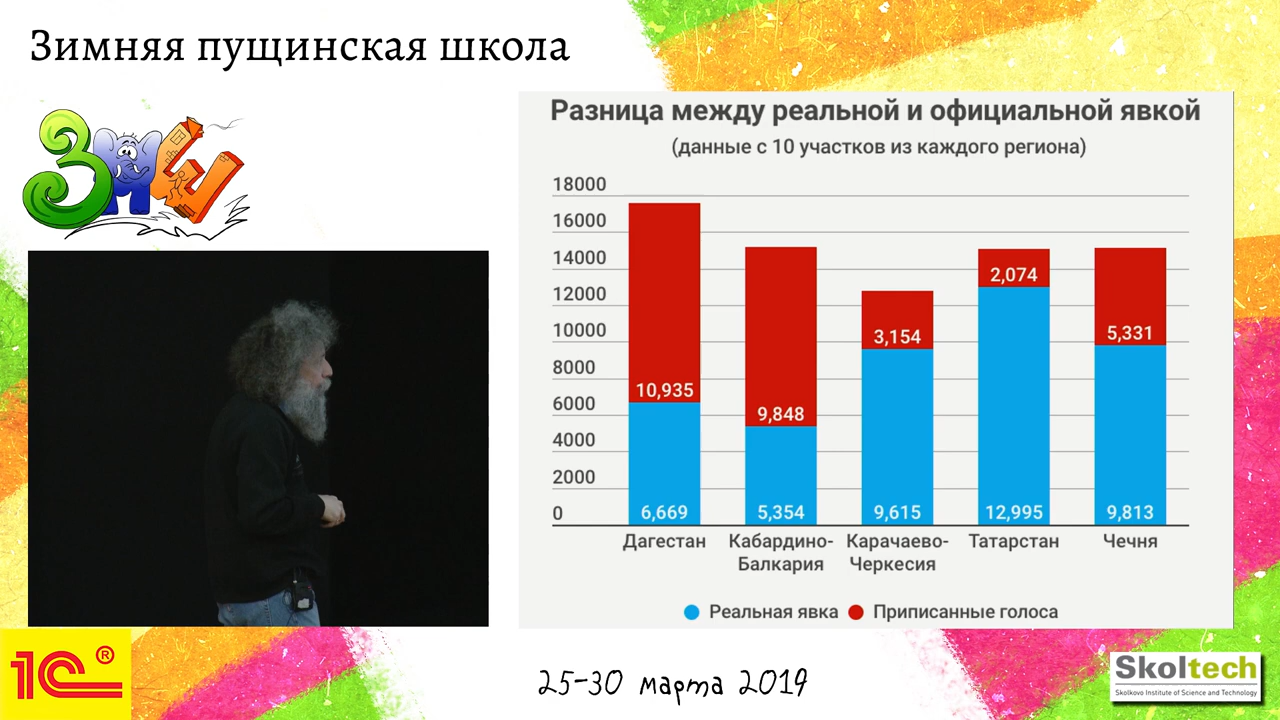 Зимняя пущинская школа
ЗПШ
Разница между реальной и официальной явкой
(данные с 10 участков из каждого региона)
18000
16000
14000
12000
10000
8000
6000
4000
2000
0
10,935
9,848
3,154
2,074
5,331
6,669
5,354
9,615
12,995
9,813
Дагестан
Кабардино-
Балкария
Карачаево-
Черкесия
Татарстан
Чечня
Реальная явка
Приписанные голоса
1С®
25-30 марта 2019
Skoltech
Skolkovo Institute of Science and Technology